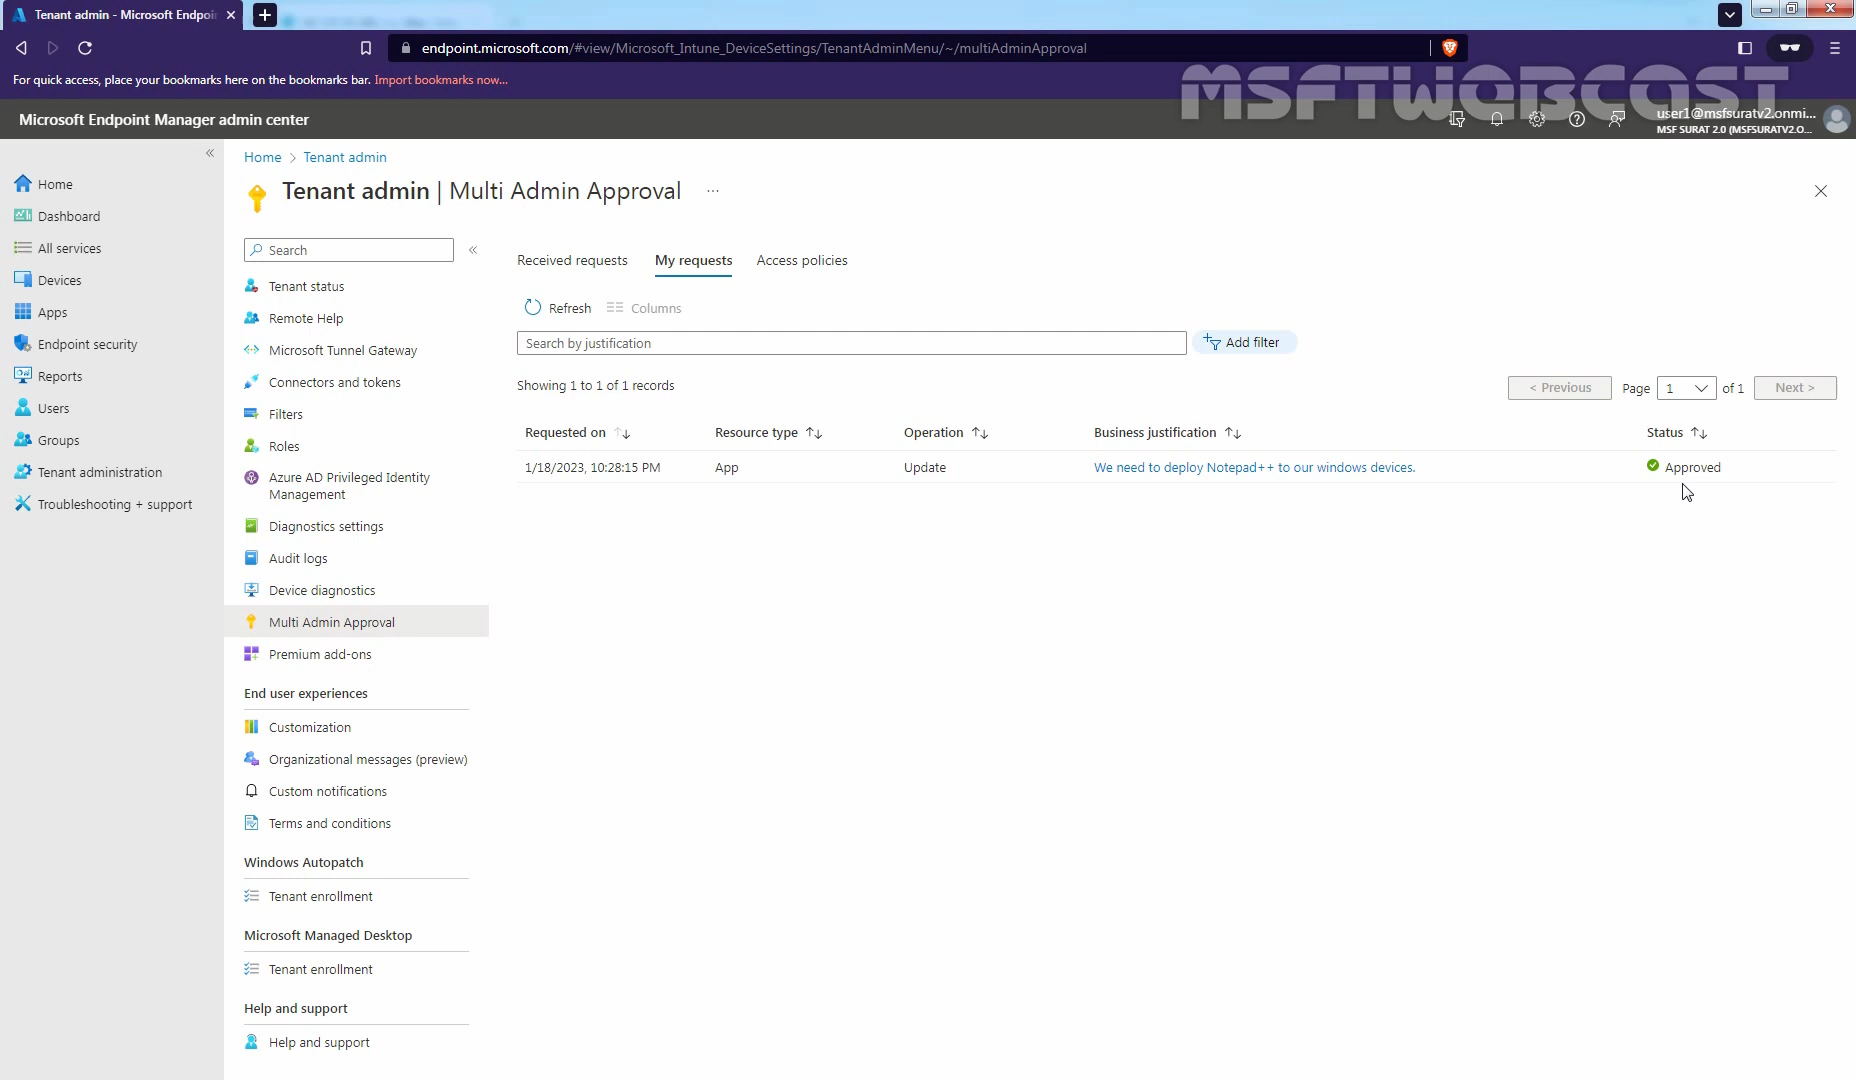 Tenant admin - Microsoft Endpoi
For quick access, place your bookmarks here on the bookmarks bar. Import bookmarks now...
endpoint.microsoft.com/#view/Microsoft_Intune_DeviceSettings/TenantAdminMenu/~/multiAdminApproval
MSFTWEBCAST
Microsoft Endpoint Manager admin center
user1@msfsuratv2.onmi...
MSF SURAT 2.0 (MSFSURATV2.O...
Home
Dashboard
All services
Devices
Apps
Endpoint security
Reports
Users
Groups
Tenant administration
Troubleshooting + support
Home > Tenant admin
Tenant admin | Multi Admin Approval ...
Search
Tenant status
Remote Help
Microsoft Tunnel Gateway
Connectors and tokens
Filters
Roles
Azure AD Privileged Identity
Management
Diagnostics settings
Audit logs
Device diagnostics
Multi Admin Approval
Premium add-ons
End user experiences
Customization
Organizational messages (preview)
Custom notifications
Terms and conditions
Windows Autopatch
Tenant enrollment
Microsoft Managed Desktop
Tenant enrollment
Help and support
Help and support
Received requests My requests Access policies
Refresh Columns
Search by justification Add filter
Showing 1 to 1 of 1 records
< Previous Page 1 of 1 Next >
Requested on Resource type Operation Business justification Status
1/18/2023, 10:28:15 PM App Update We need to deploy Notepad++ to our windows devices. Approved